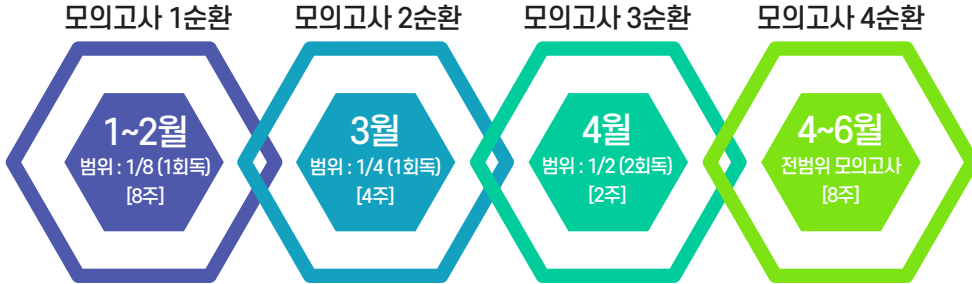 모의고사 1순환
모의고사 2순환
모의고사 3순환
모의고사 4순환
1~2월
범위 : 1/8 (1회독)
[8주]
3월
범위 : 1/4 (1회독)
[4주]
4월
범위 : 1/2 (2회독)
[2주]
4~6월
전범위 모의고사
[8주]